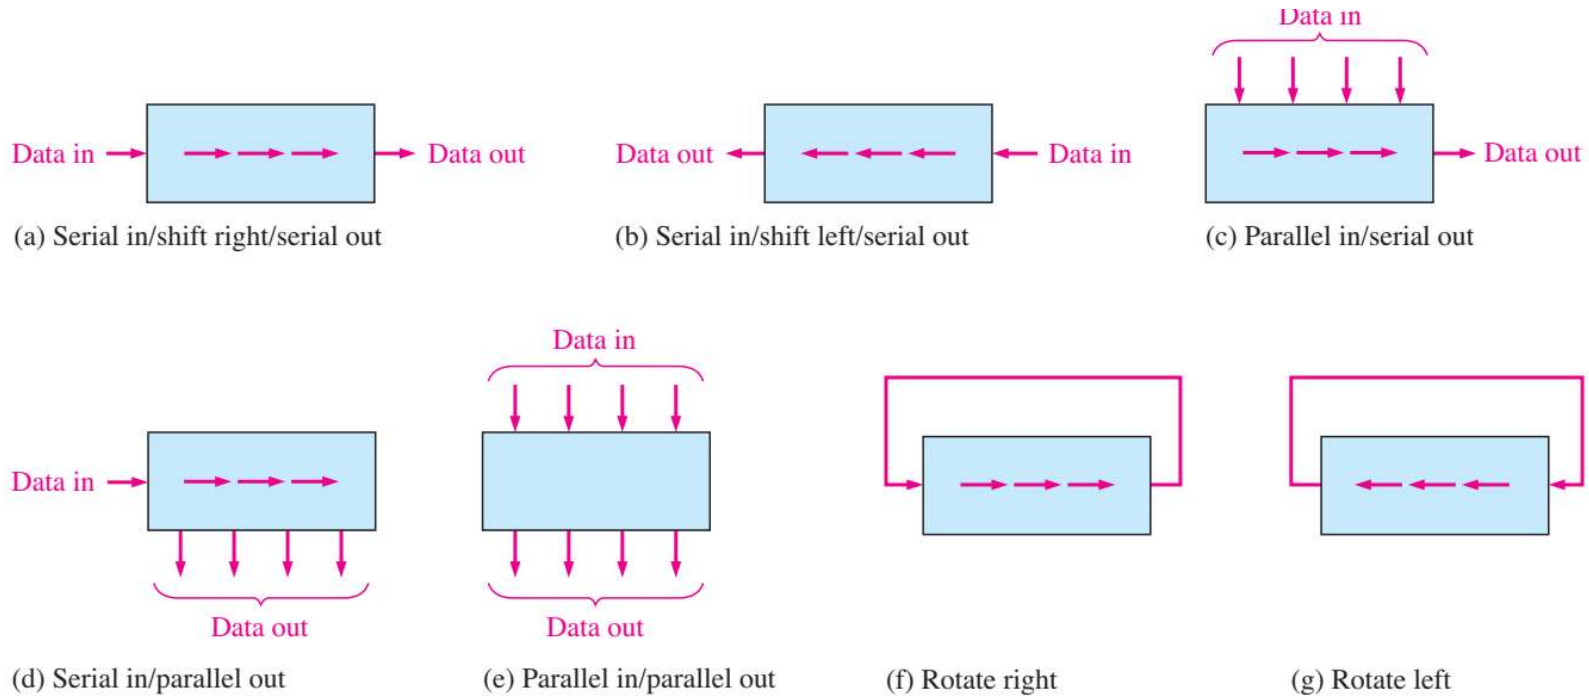 Data in
Data in
Data out
Data out
Data in
Data out
(a) Serial in/shift right/serial out
(b) Serial in/shift left/serial out
(c) Parallel in/serial out
Data in
Data in
Data out
Data out
(d) Serial in/parallel out
(e) Parallel in/parallel out
(f) Rotate right
(g) Rotate left